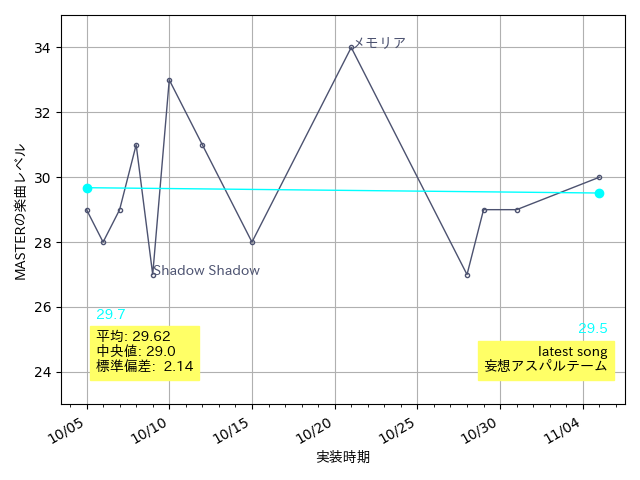 34
32
30
28
26
24
MASTERの楽曲レベル
メモリア
Shadow Shadow
29.7
平均: 29.62
中央値: 29.0
標準偏差: 2.14
29.5
latest song
妄想アスパルテーム
10/05
10/10
10/15
10/20
10/25
10/30
11/04
実装時期